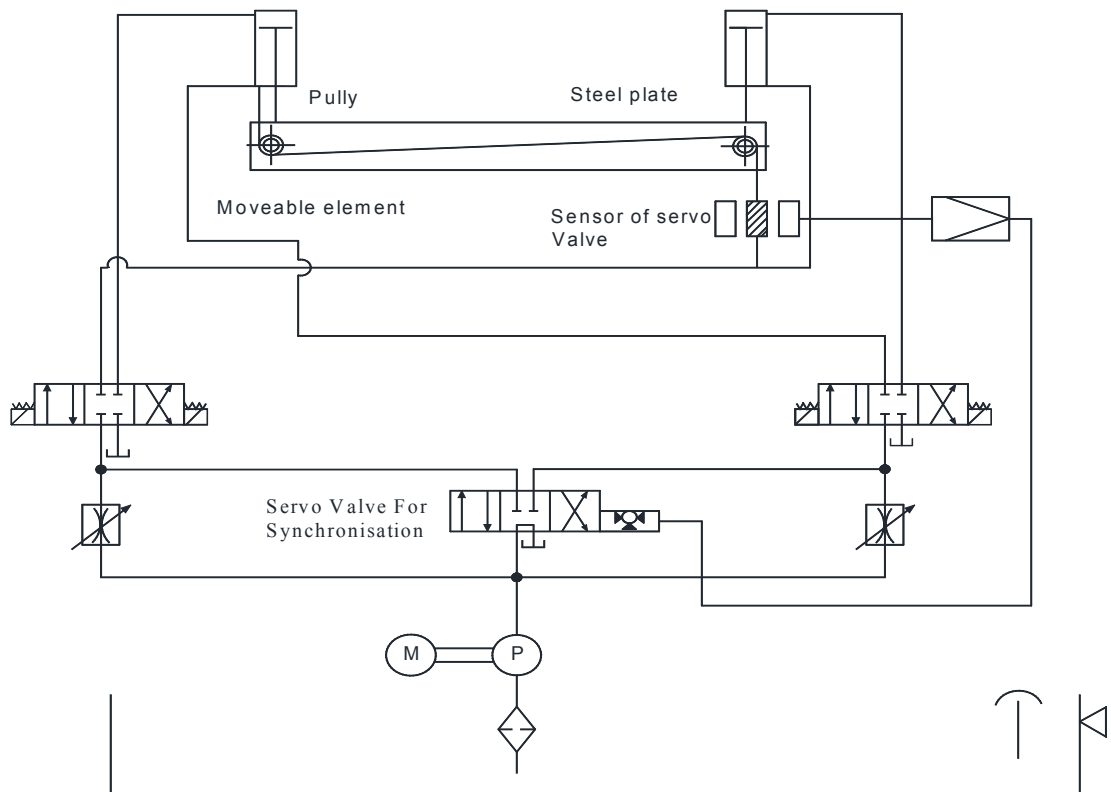 Pully
Steel plate
Moveable element
Sensor of servo
Valve
Servo Valve For
Synchronisation
M
P